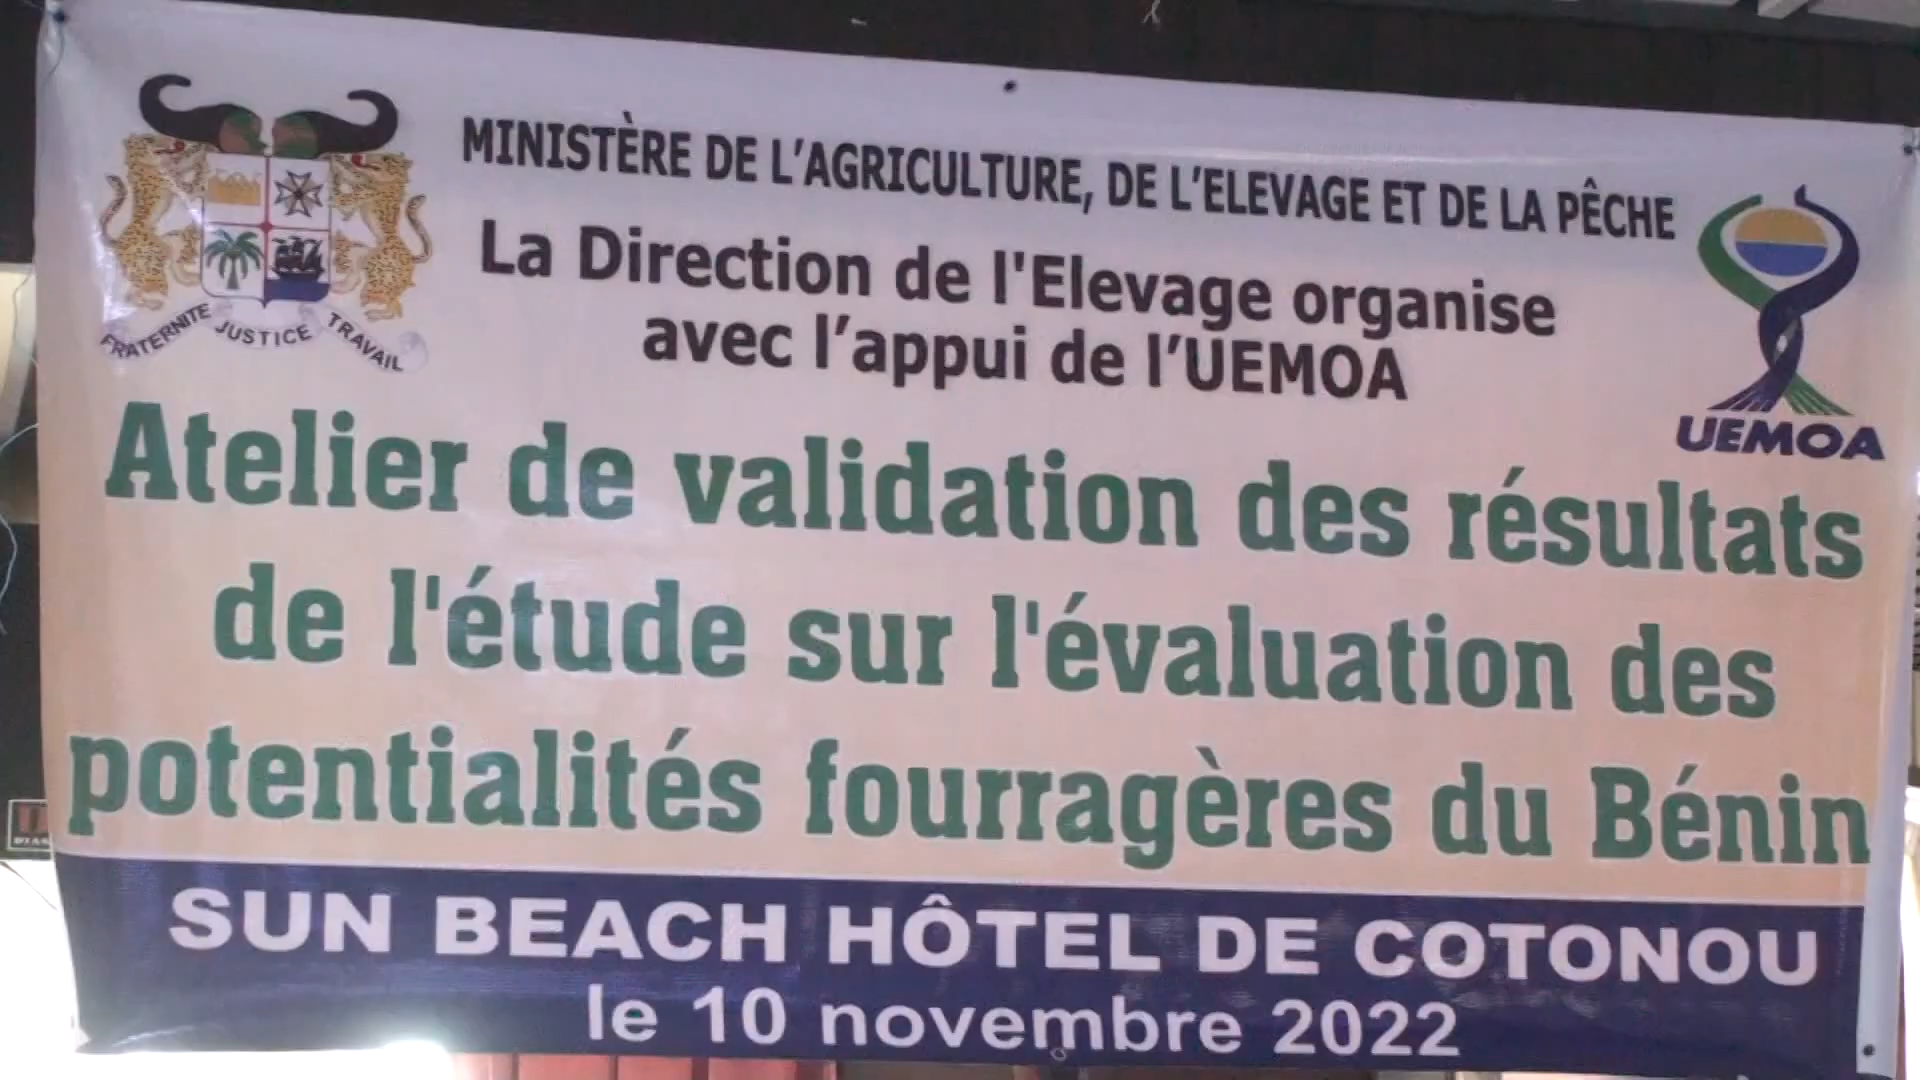 MINISTÈRE DE L'AGRICULTURE, DE L'ELEVAGE ET DE LA PÊCHE
La Direction de l'Elevage organise
avec l'appui de l'UEMOA
FRATERNITE JUSTICE TRAVAIL
UEMOA
Atelier de validation des résultats
de l'étude sur l'évaluation des
potentialités fourragères du Bénin
SUN BEACH HÔTEL DE COTONOU
le 10 novembre 2022